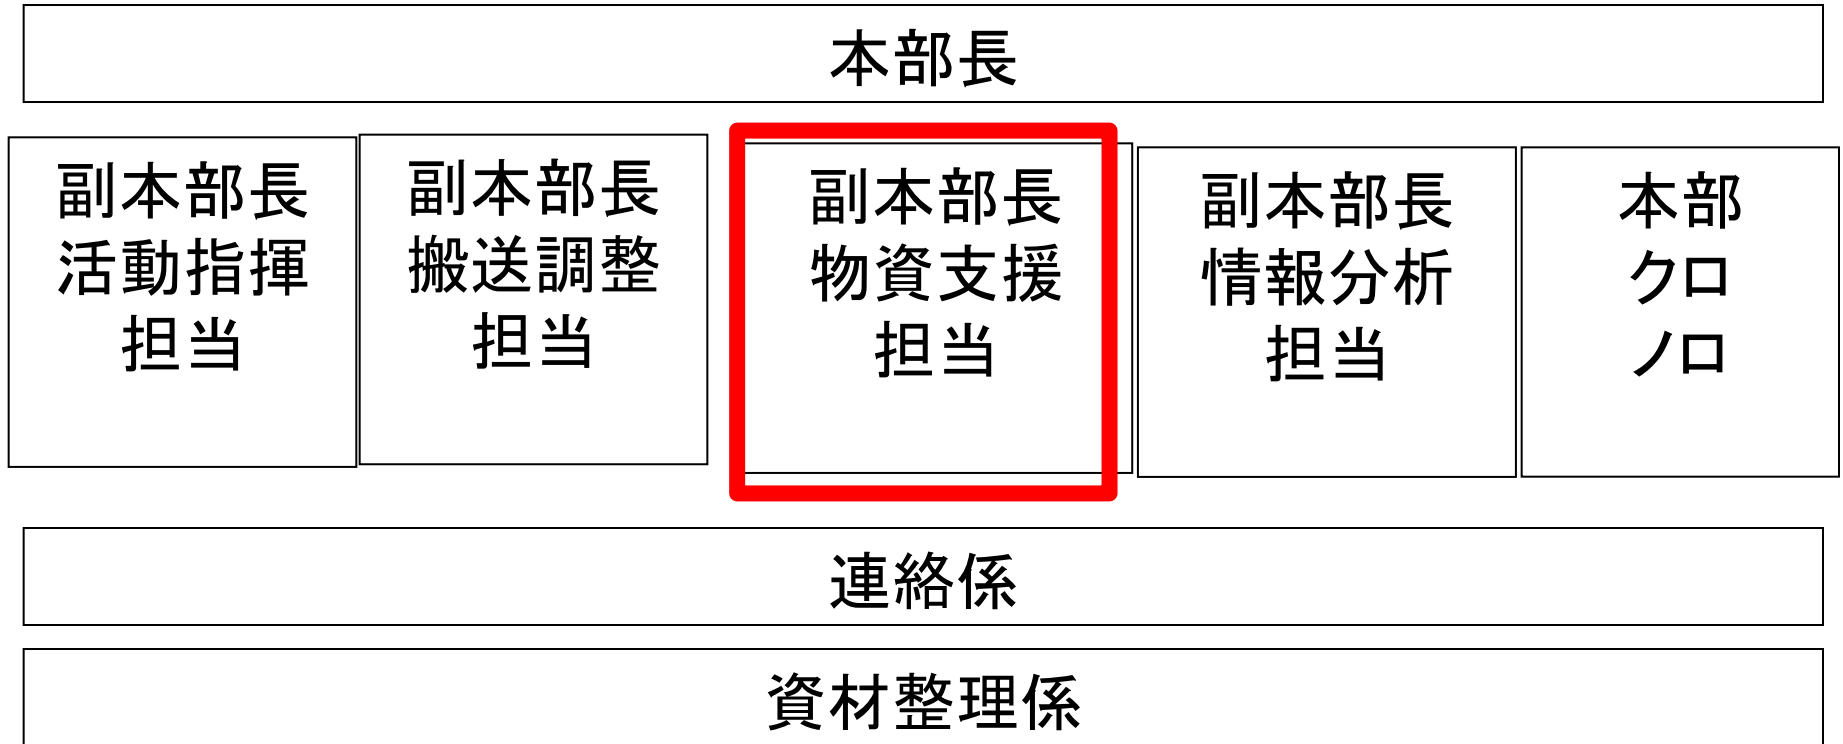 本部長
副本部長
活動指揮
担当
副本部長
搬送調整
担当
副本部長
物資支援
担当
副本部長
情報分析
担当
本部
クロ
ノロ
連絡係
資材整理係